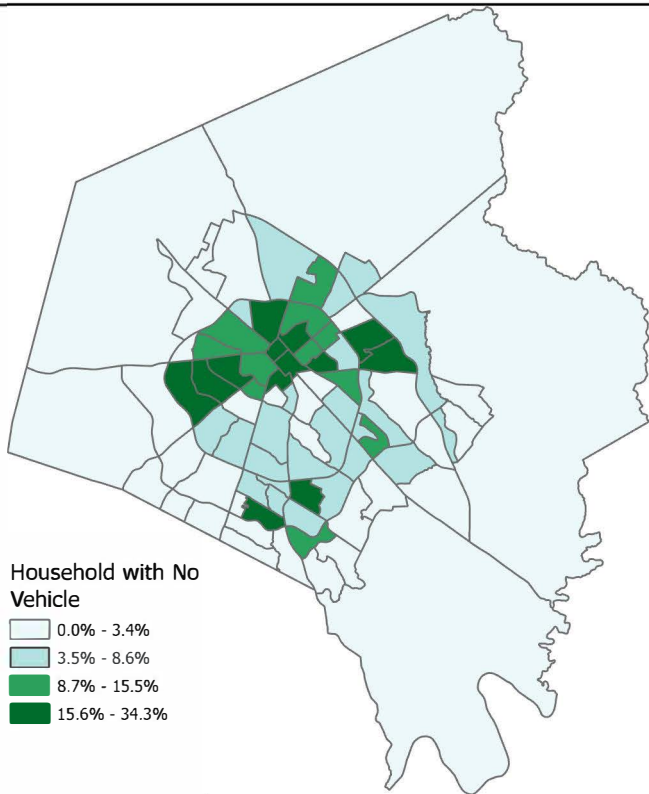 Household with No
Vehicle
0.0% - 3.4%
3.5% - 8.6%
8.7% - 15.5%
15.6% - 34.3%